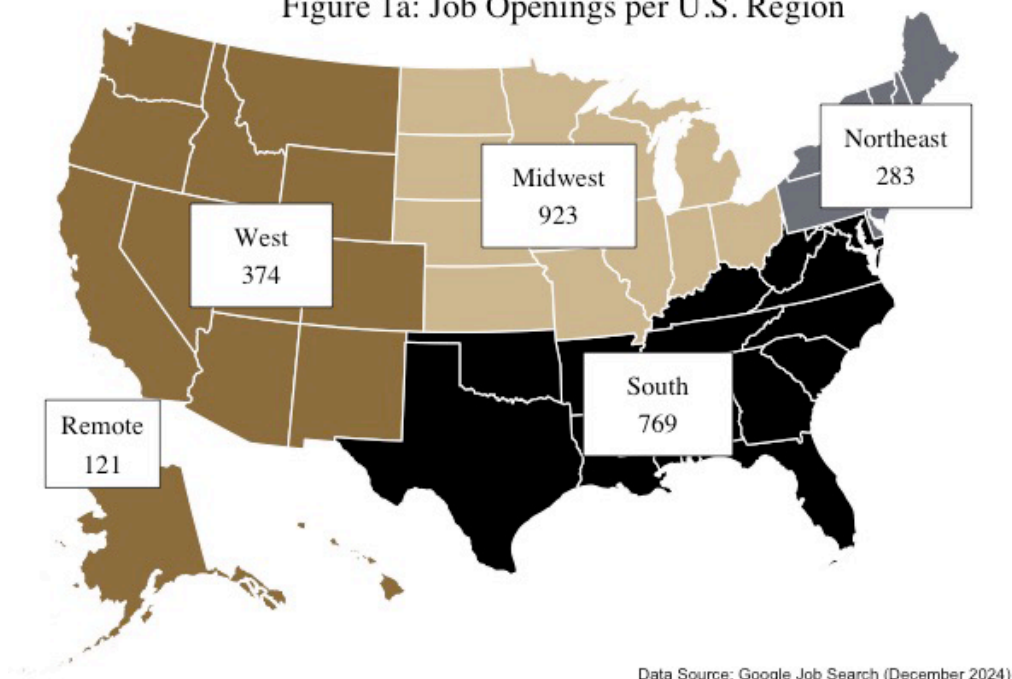 Figure 1a: Job Openings per U.S. Region
Northeast
283
Midwest
923
West
374
South
769
Remote
121
Data Source: Google Job Search (December 2024)